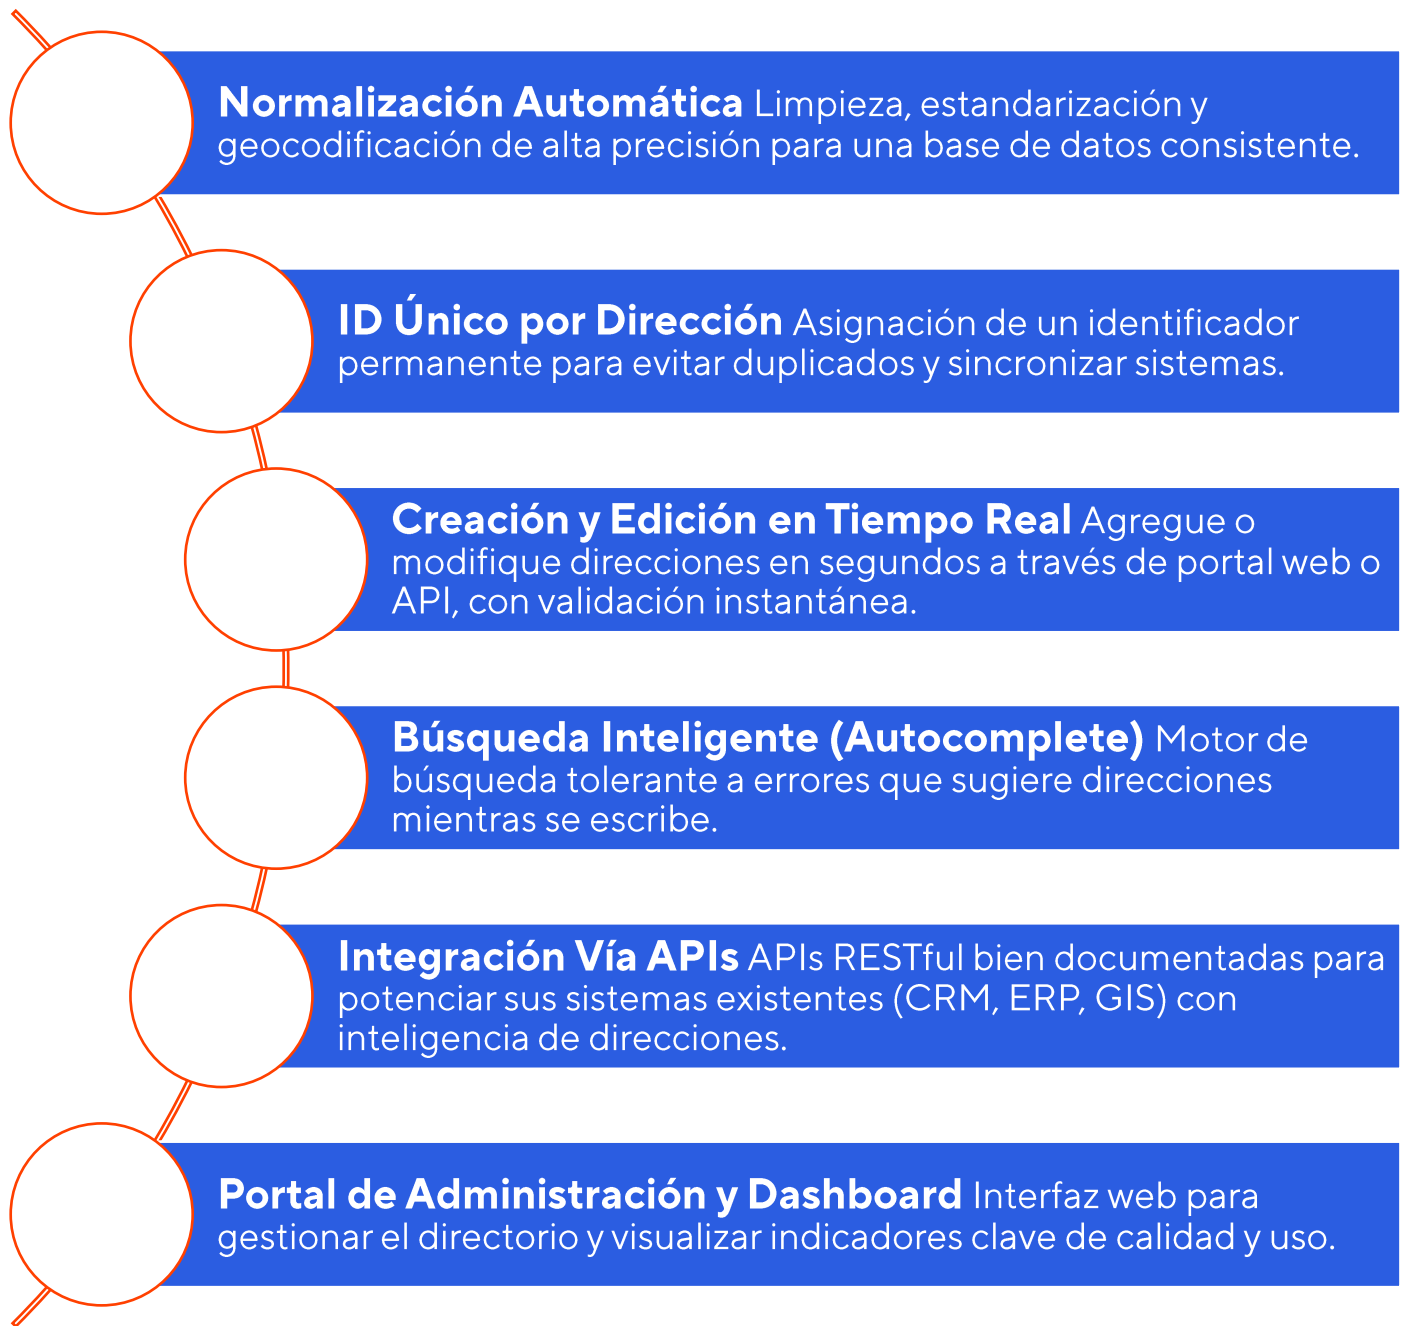 Normalización Automática Limpieza, estandarización y
geocodificación de alta precisión para una base de datos consistente.
ID Único por Dirección Asignación de un identificador
permanente para evitar duplicados y sincronizar sistemas.
Creación y Edición en Tiempo Real Agregue o
modifique direcciones en segundos a través de portal web o
API, con validación instantánea.
Búsqueda Inteligente (Autocomplete) Motor de
búsqueda tolerante a errores que sugiere direcciones
mientras se escribe.
Integración Vía APIs APIs RESTful bien documentadas para
potenciar sus sistemas existentes (CRM, ERP, GIS) con
inteligencia de direcciones.
Portal de Administración y Dashboard Interfaz web para
gestionar el directorio y visualizar indicadores clave de calidad y uso.